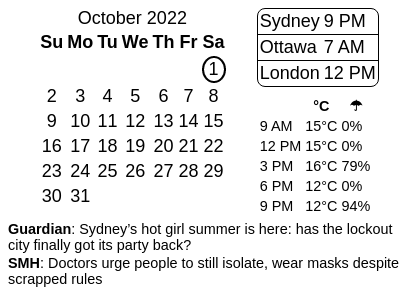 October 2022
Su Mo Tu We Th Fr Sa
1
2 3 4 5 6 7 8
9 10 11 12 13 14 15
16 17 18 19 20 21 22
23 24 25 26 27 28 29
30 31
Sydney 9 PM
Ottawa 7 AM
London 12 PM
°C ☂
9 AM 15°C 0%
12 PM 15°C 0%
3 PM 16°C 79%
6 PM 12°C 0%
9 PM 12°C 94%
Guardian: Sydney’s hot girl summer is here: has the lockout
city finally got its party back?
SMH: Doctors urge people to still isolate, wear masks despite
scrapped rules